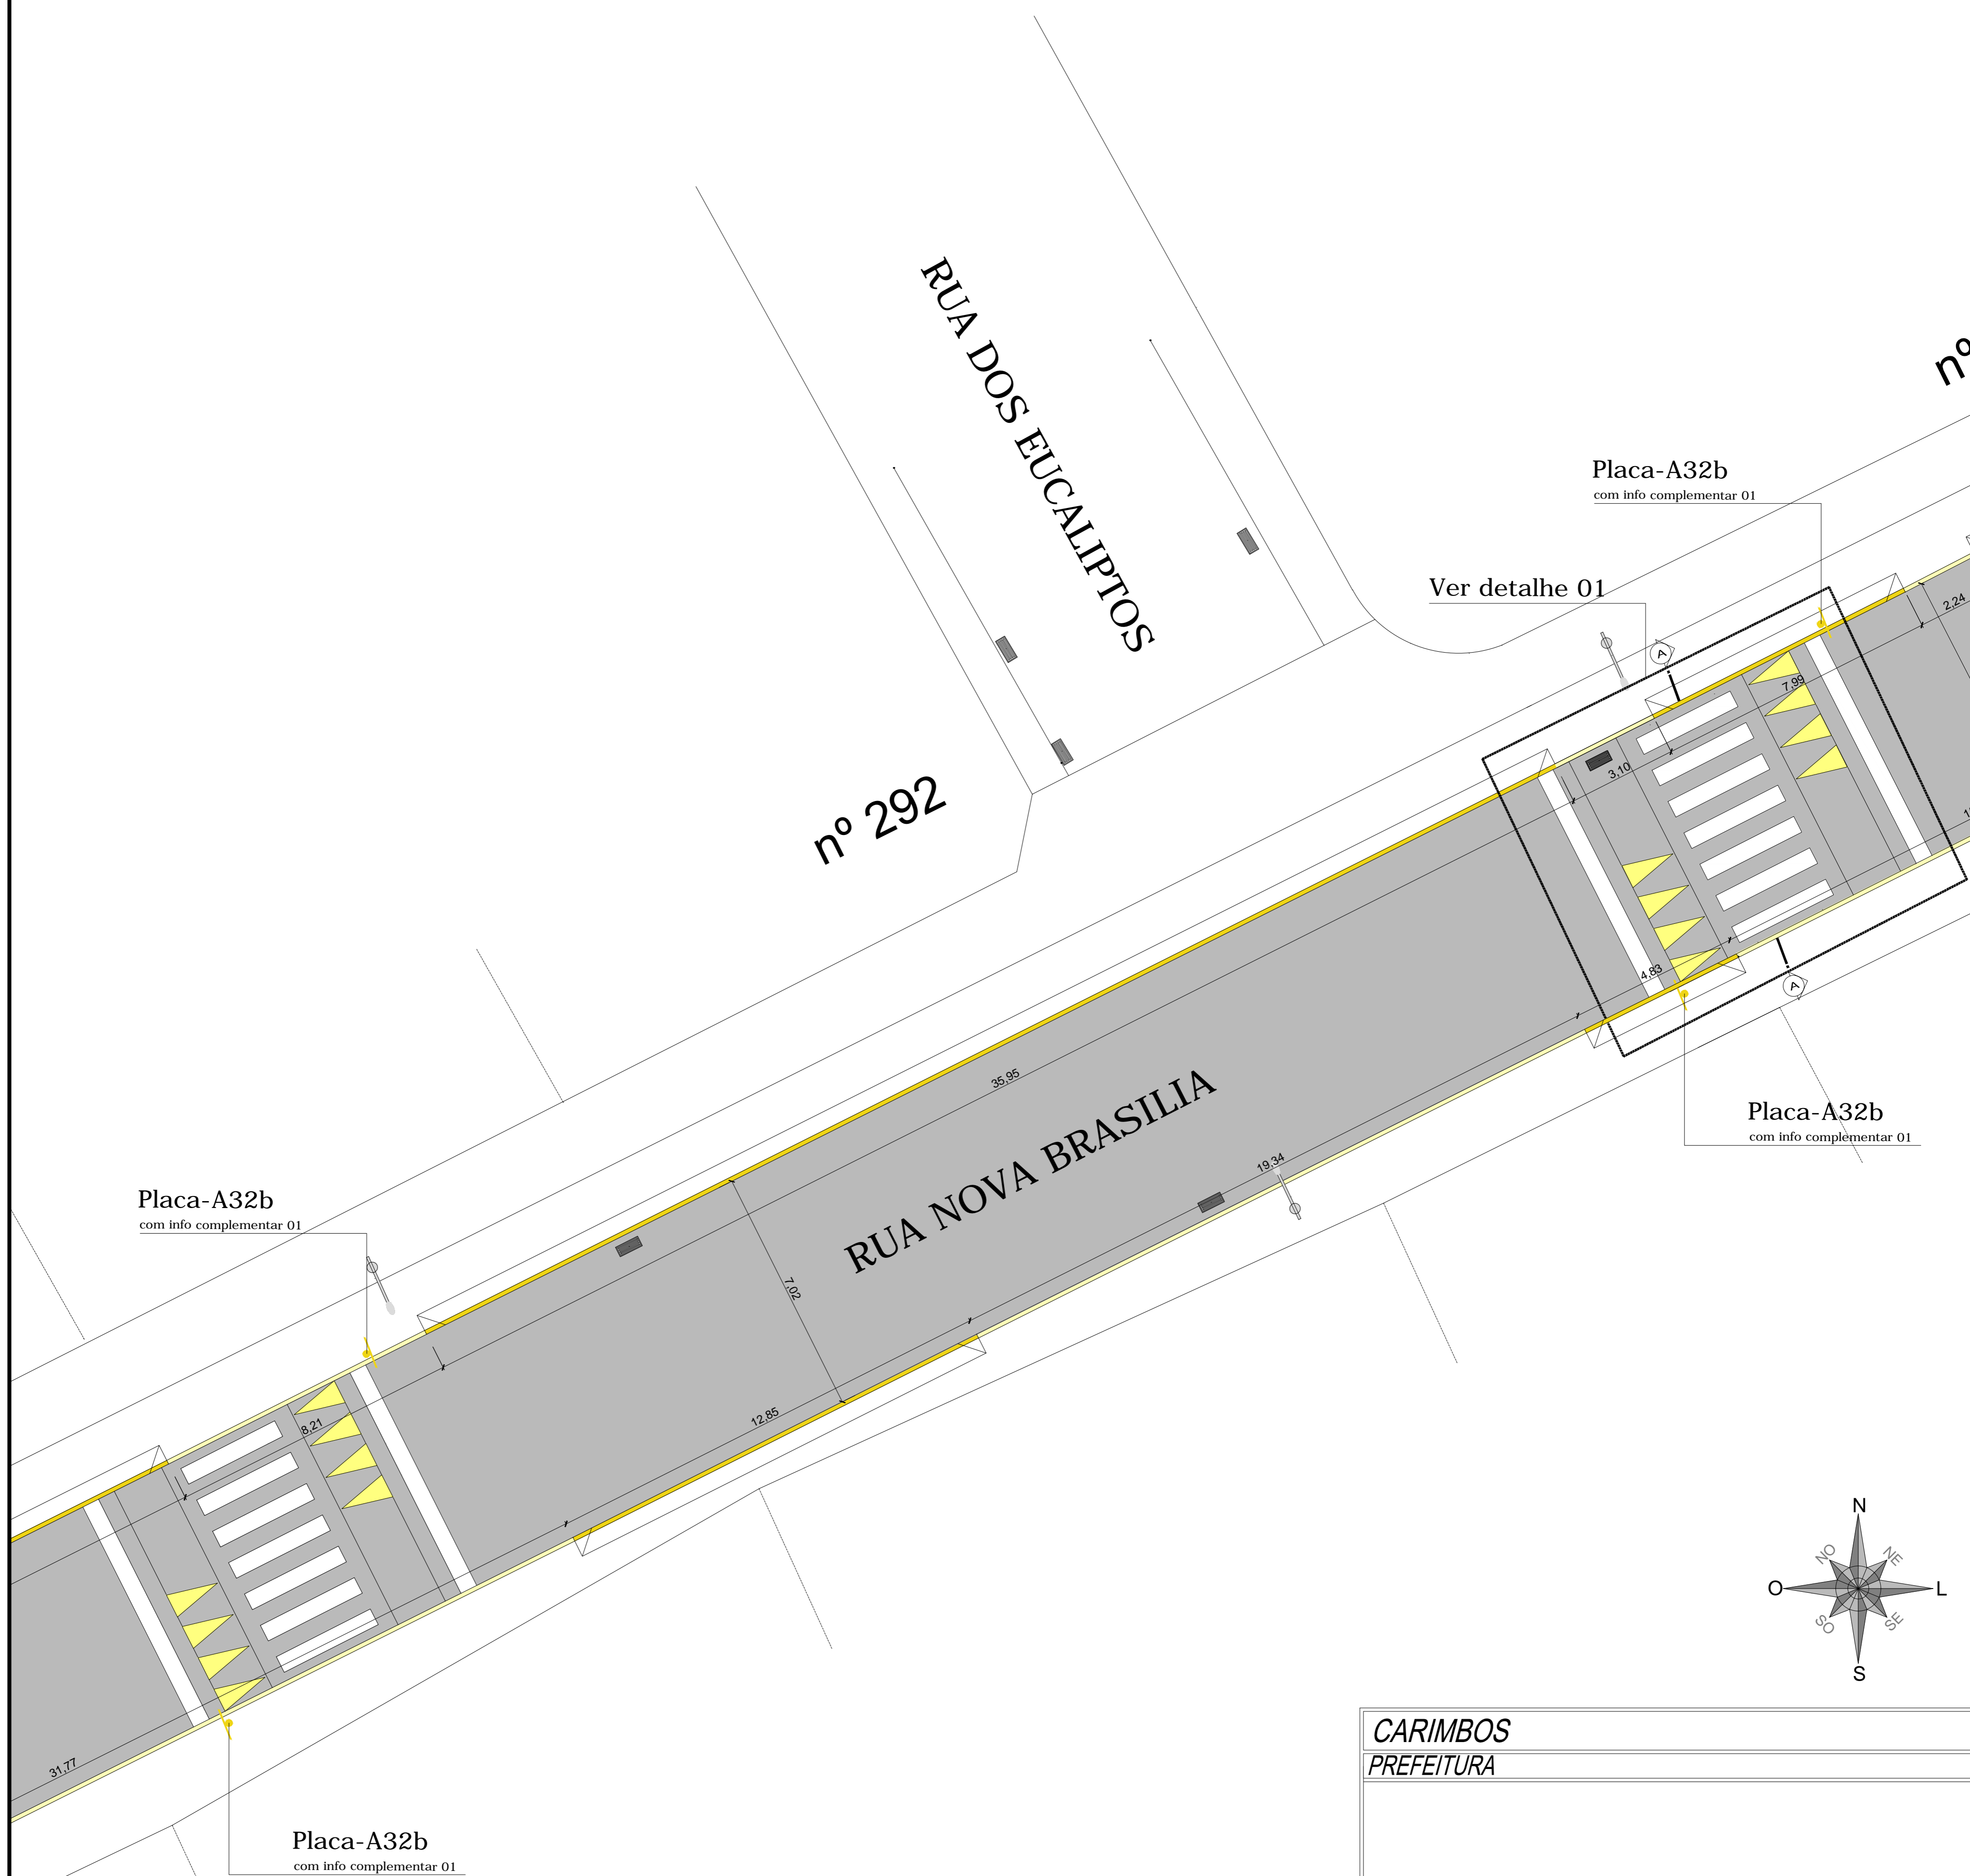 RUA DOS EUCALIPTOS
nº
Placa-A32b
com info complementar 01
Ver detalhe 01
2,24
A
7,99
3,10
nº 292
4,83
A
35,95
RUA NOVA BRASILIA
Placa-A32b
com info complementar 01
19,34
Placa-A32b
com info complementar 01
7,02
12,85
8,21
N
NO
NE
O
L
SO
SE
S
CARIMBOS
PREFEITURA
31,77
Placa-A32b
com info complementar 01